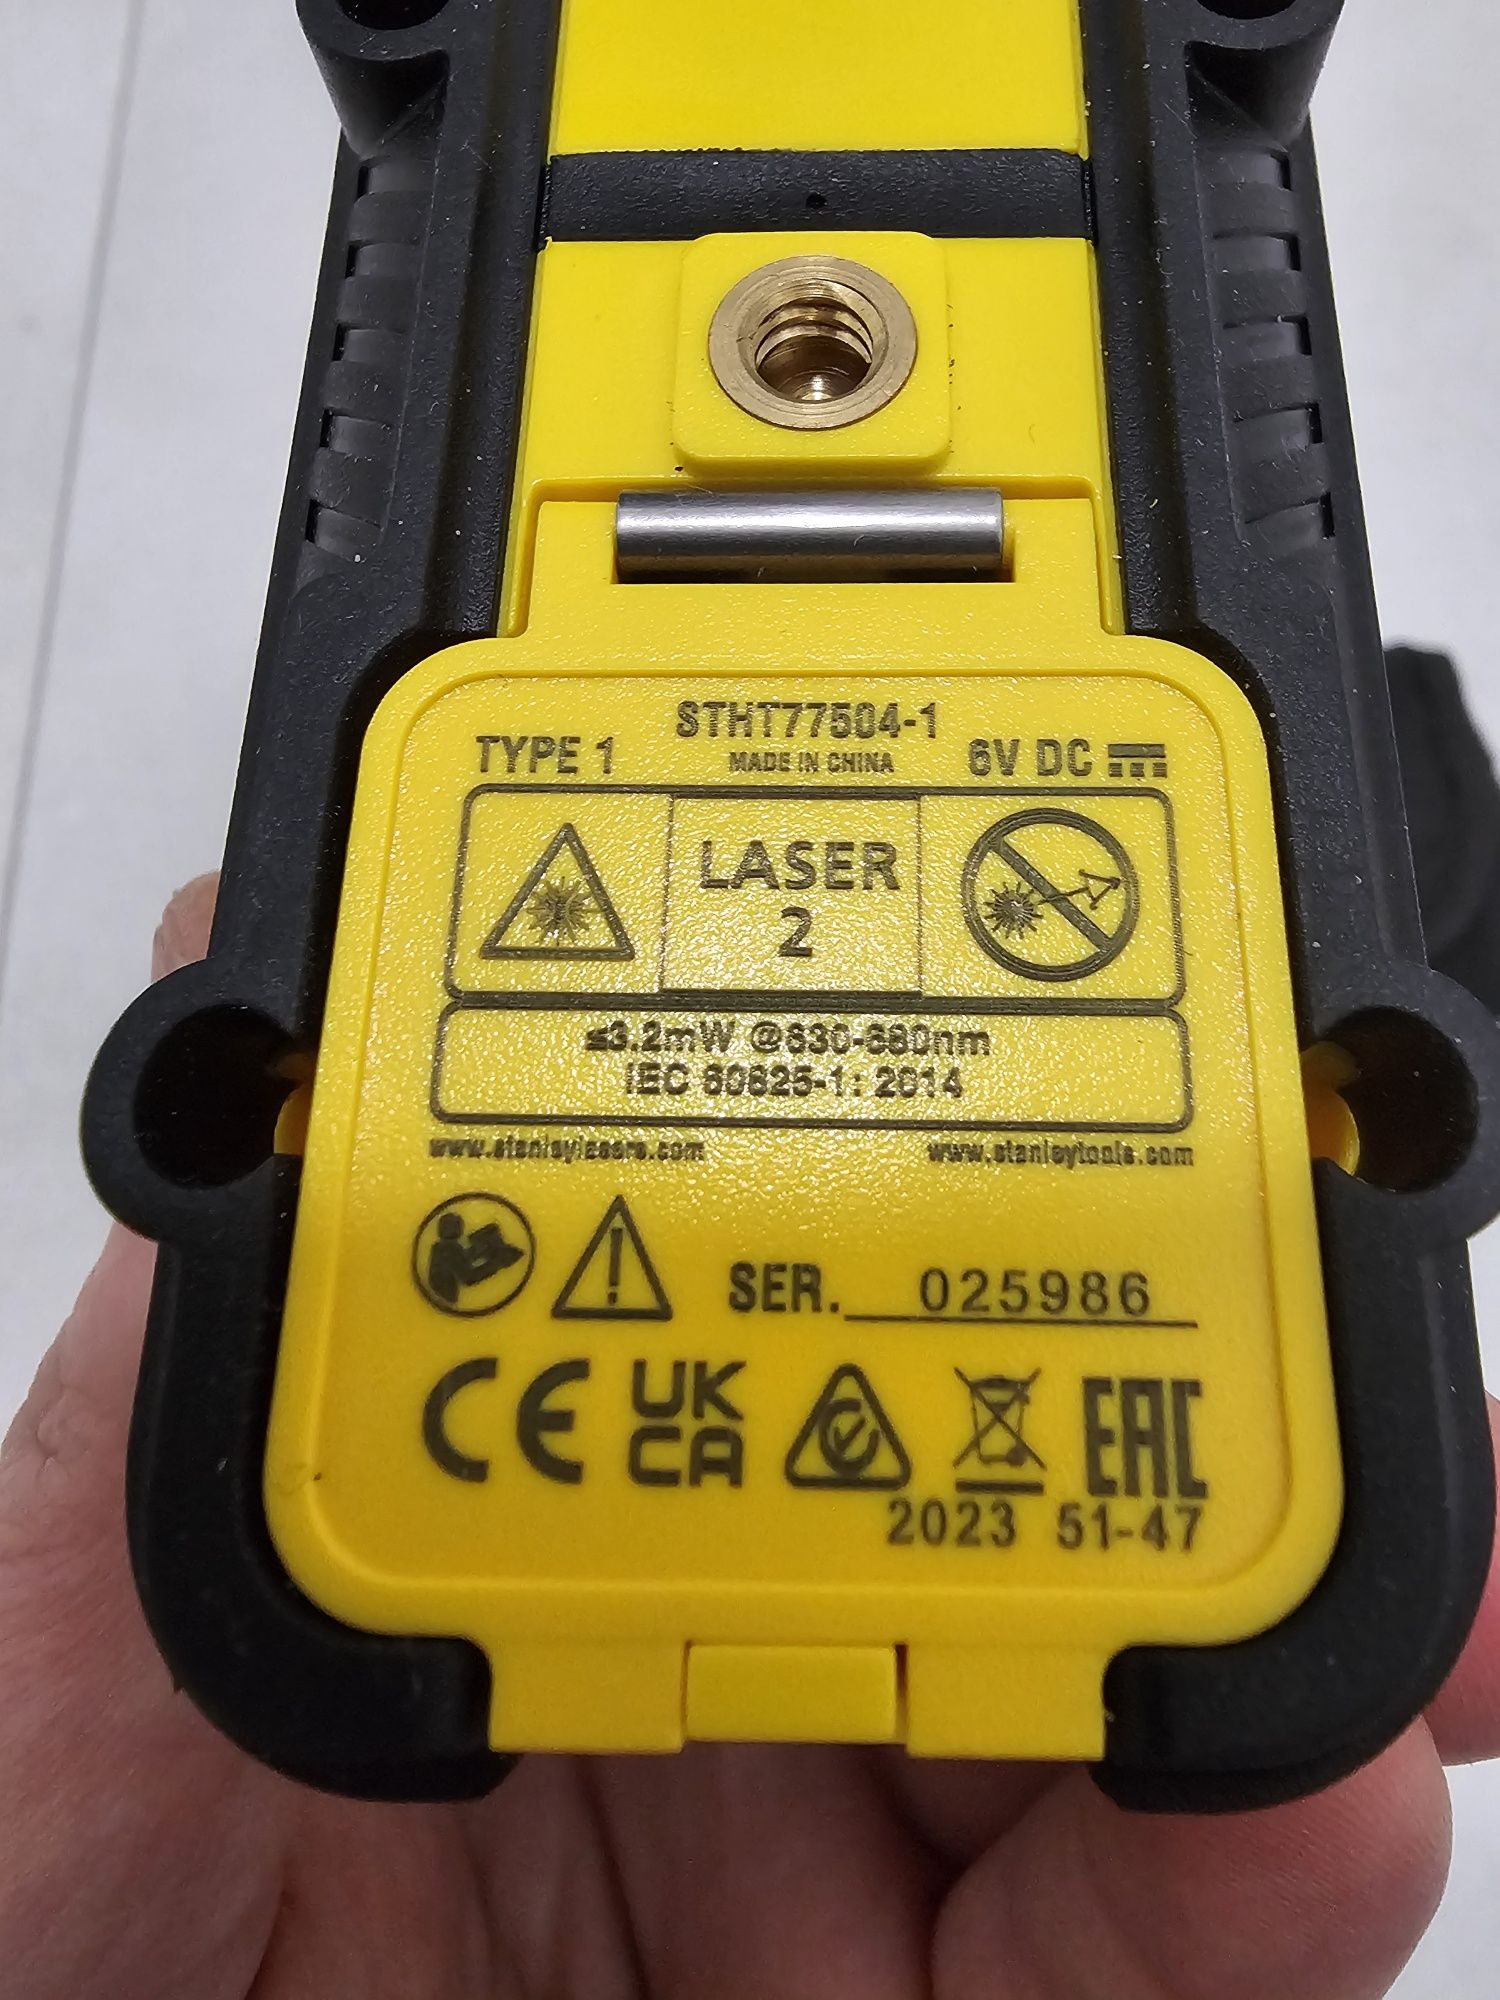 STHT77504-1
TYPE 1 MADE IN CHINA 6V DC
LASER
2
≤3.2mW @630-680nm
IEC 60825-1: 2014
www.stanleylasers.com www.stanleytools.com
SER. 025986
CE UK
CA EAC
2023 51-47